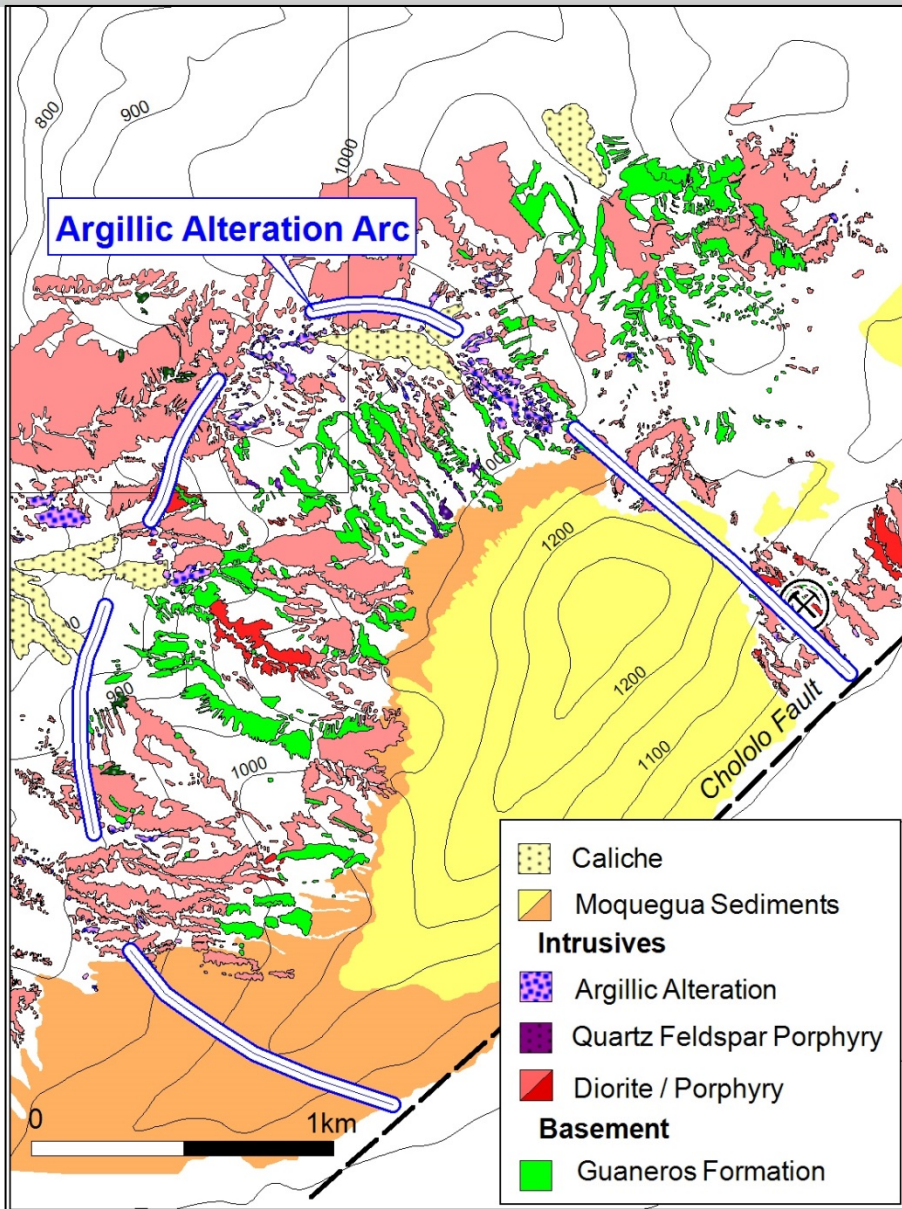 800
900
1000
Argillic Alteration Arc
1200
900
1200
1000
1100
Chololo Fault
Caliche
Moquegua Sediments
Intrusives
Argillic Alteration
Quartz Feldspar Porphyry
Diorite / Porphyry
Basement
Guaneros Formation
0
1km